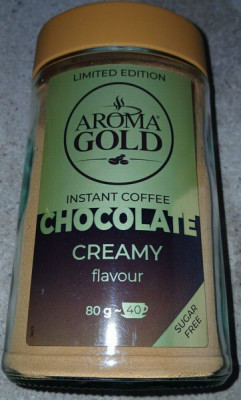 LIMITED EDITION
AROMA
GOLD
INSTANT COFFEE
CHOCOLATE
CREAMY
flavour
80 g ~ 40
SUGAR
FREE